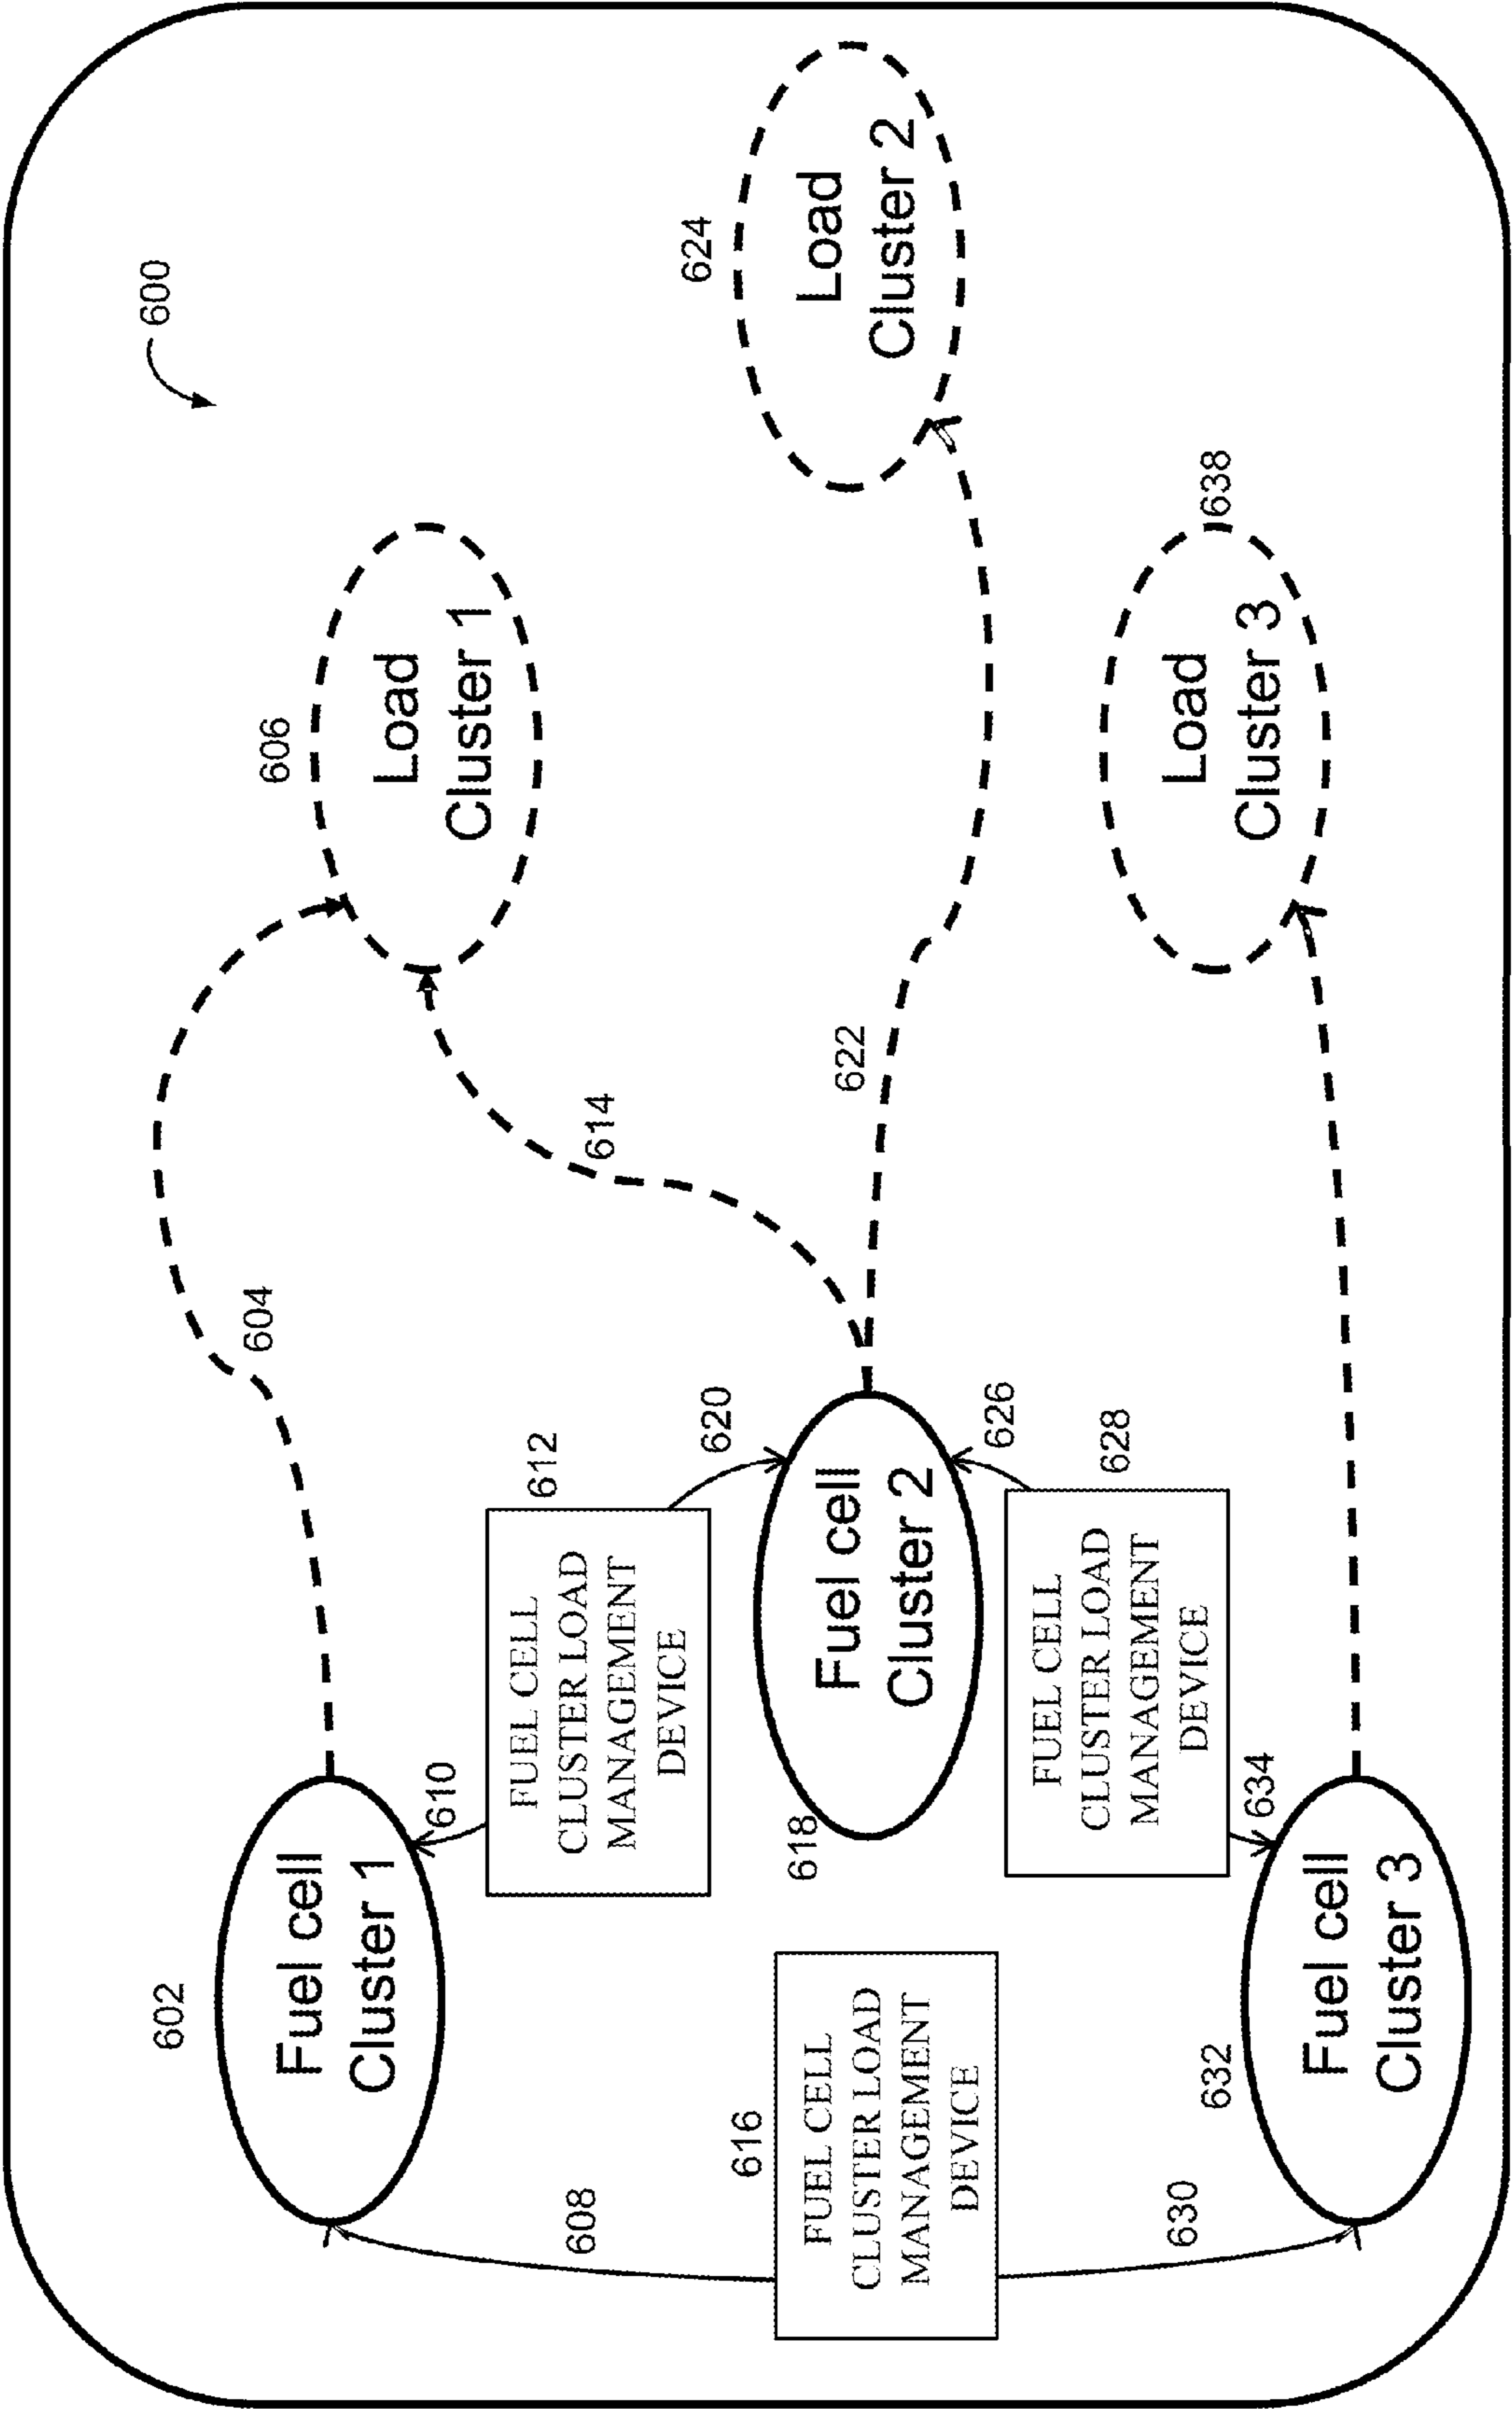 600
602
Fuel cell
Cluster 1
604
606
Load
Cluster 1
608
610
612
FUEL CELL
CLUSTER LOAD
MANAGEMENT
DEVICE
614
616
FUEL CELL
CLUSTER LOAD
MANAGEMENT
DEVICE
618
Fuel cell
Cluster 2
620
622
624
Load
Cluster 2
626
628
FUEL CELL
CLUSTER LOAD
MANAGEMENT
DEVICE
630
632
Fuel cell
Cluster 3
634
638
Load
Cluster 3